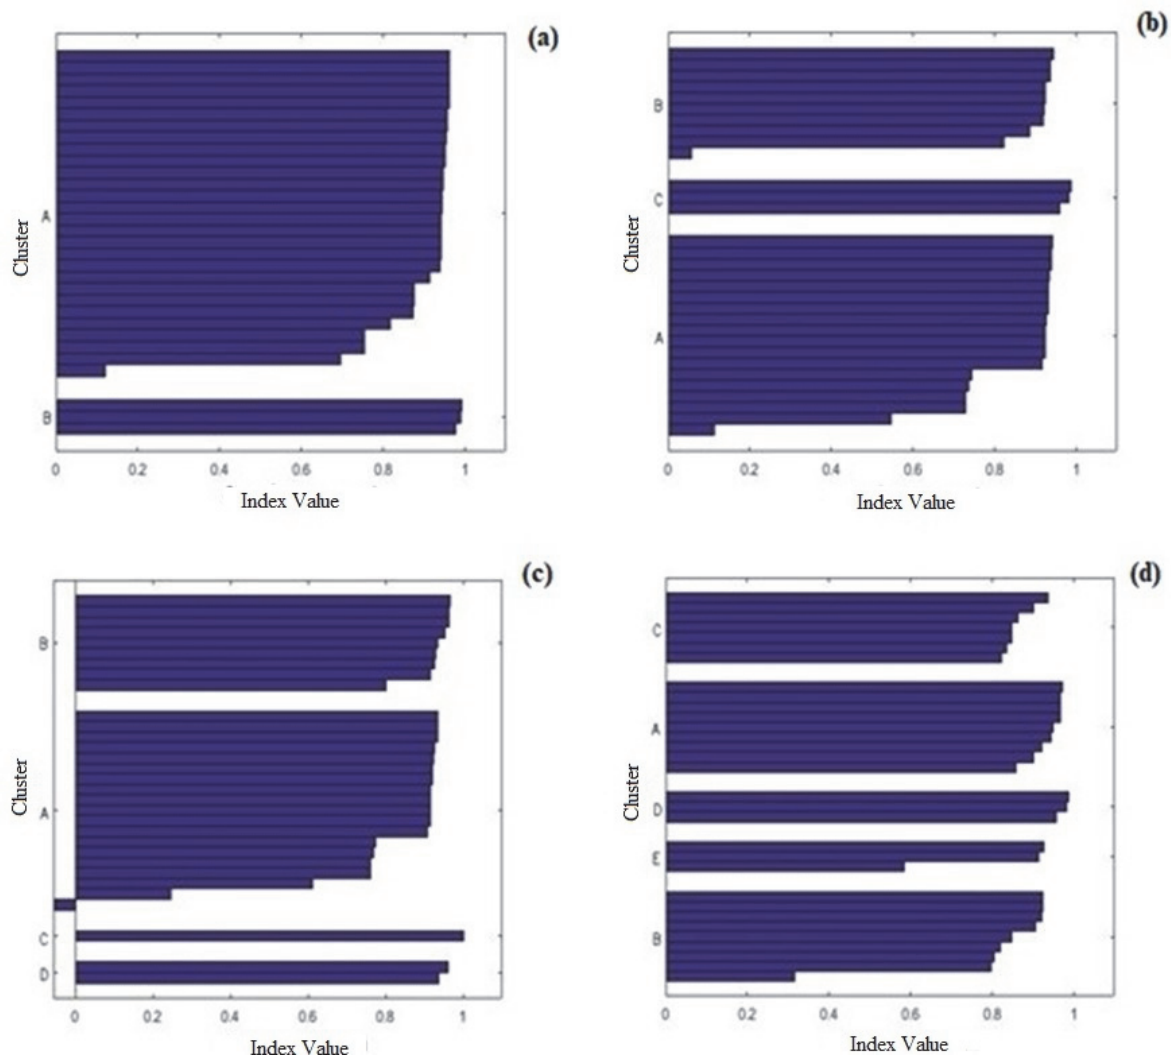 (a)
Cluster
A
B
0 0.2 0.4 0.6 0.8 1
Index Value
(b)
Cluster
B
C
A
0 0.2 0.4 0.6 0.8 1
Index Value
(c)
Cluster
B
A
C
D
0 0.2 0.4 0.6 0.8 1
Index Value
(d)
Cluster
C
A
D
E
B
0 0.2 0.4 0.6 0.8 1
Index Value